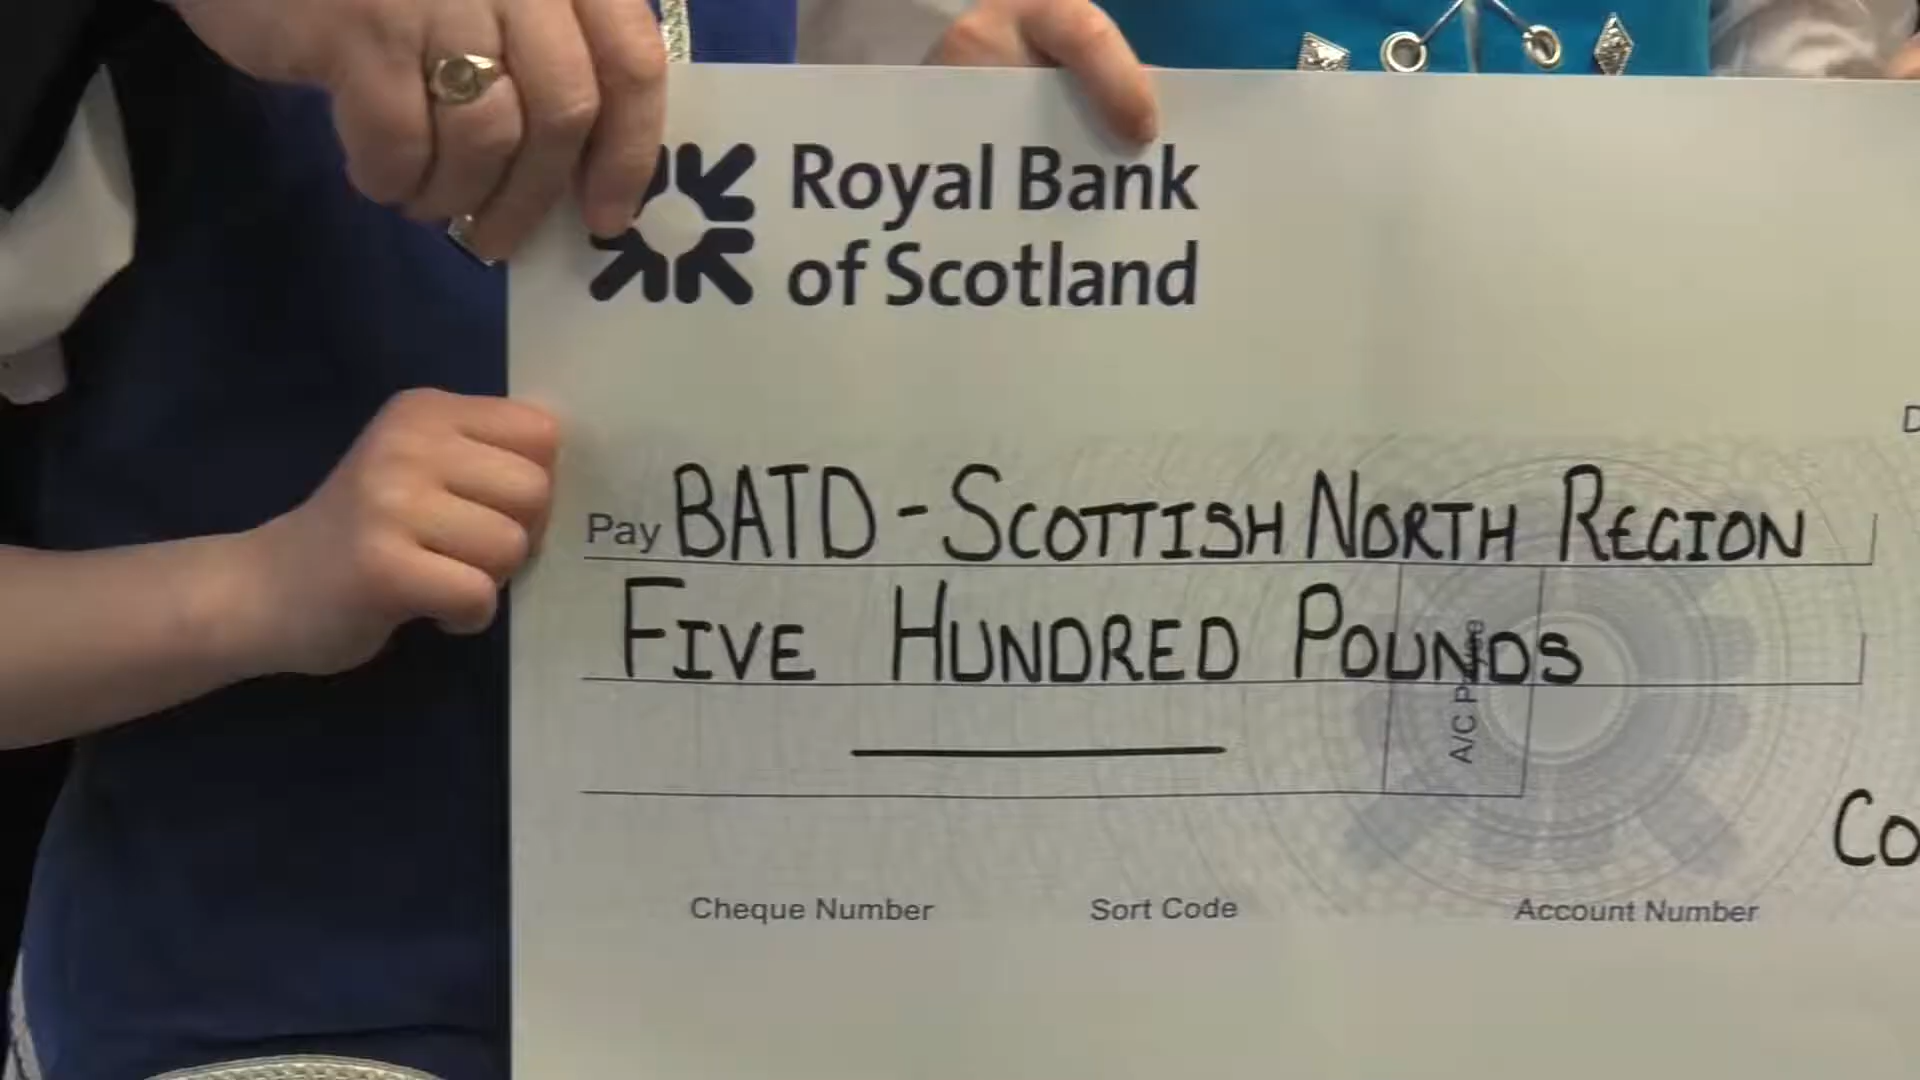 Royal Bank
of Scotland
Pay BATD - SCOTTISH NORTH REGION
FIVE HUNDRED POUNDS
A/C Payee
Cheque Number Sort Code Account Number